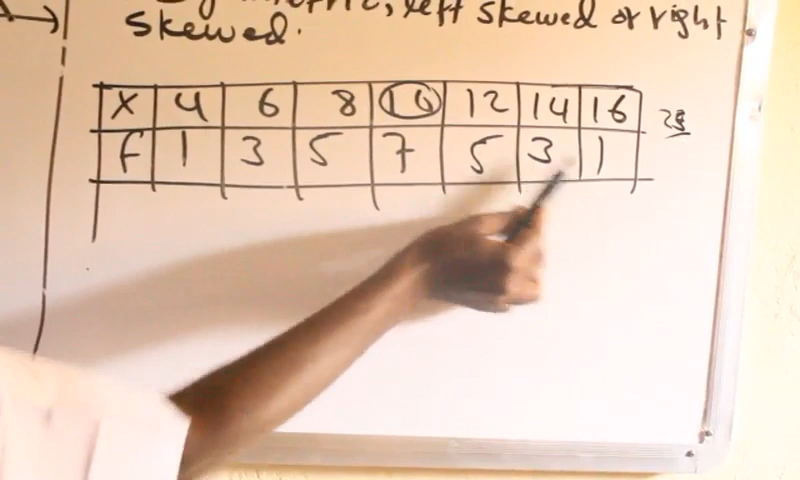 left skewed or right
skewed.
X 4 6 8 10 12 14 16
F 1 3 5 7 5 3 1